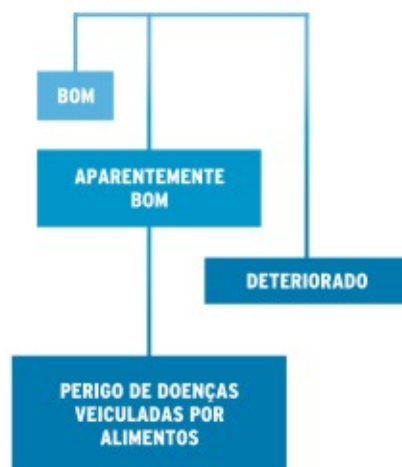 BOM
APARENTEMENTE
BOM
DETERIORADO
PERIGO DE DOENÇAS
VEICULADAS POR
ALIMENTOS